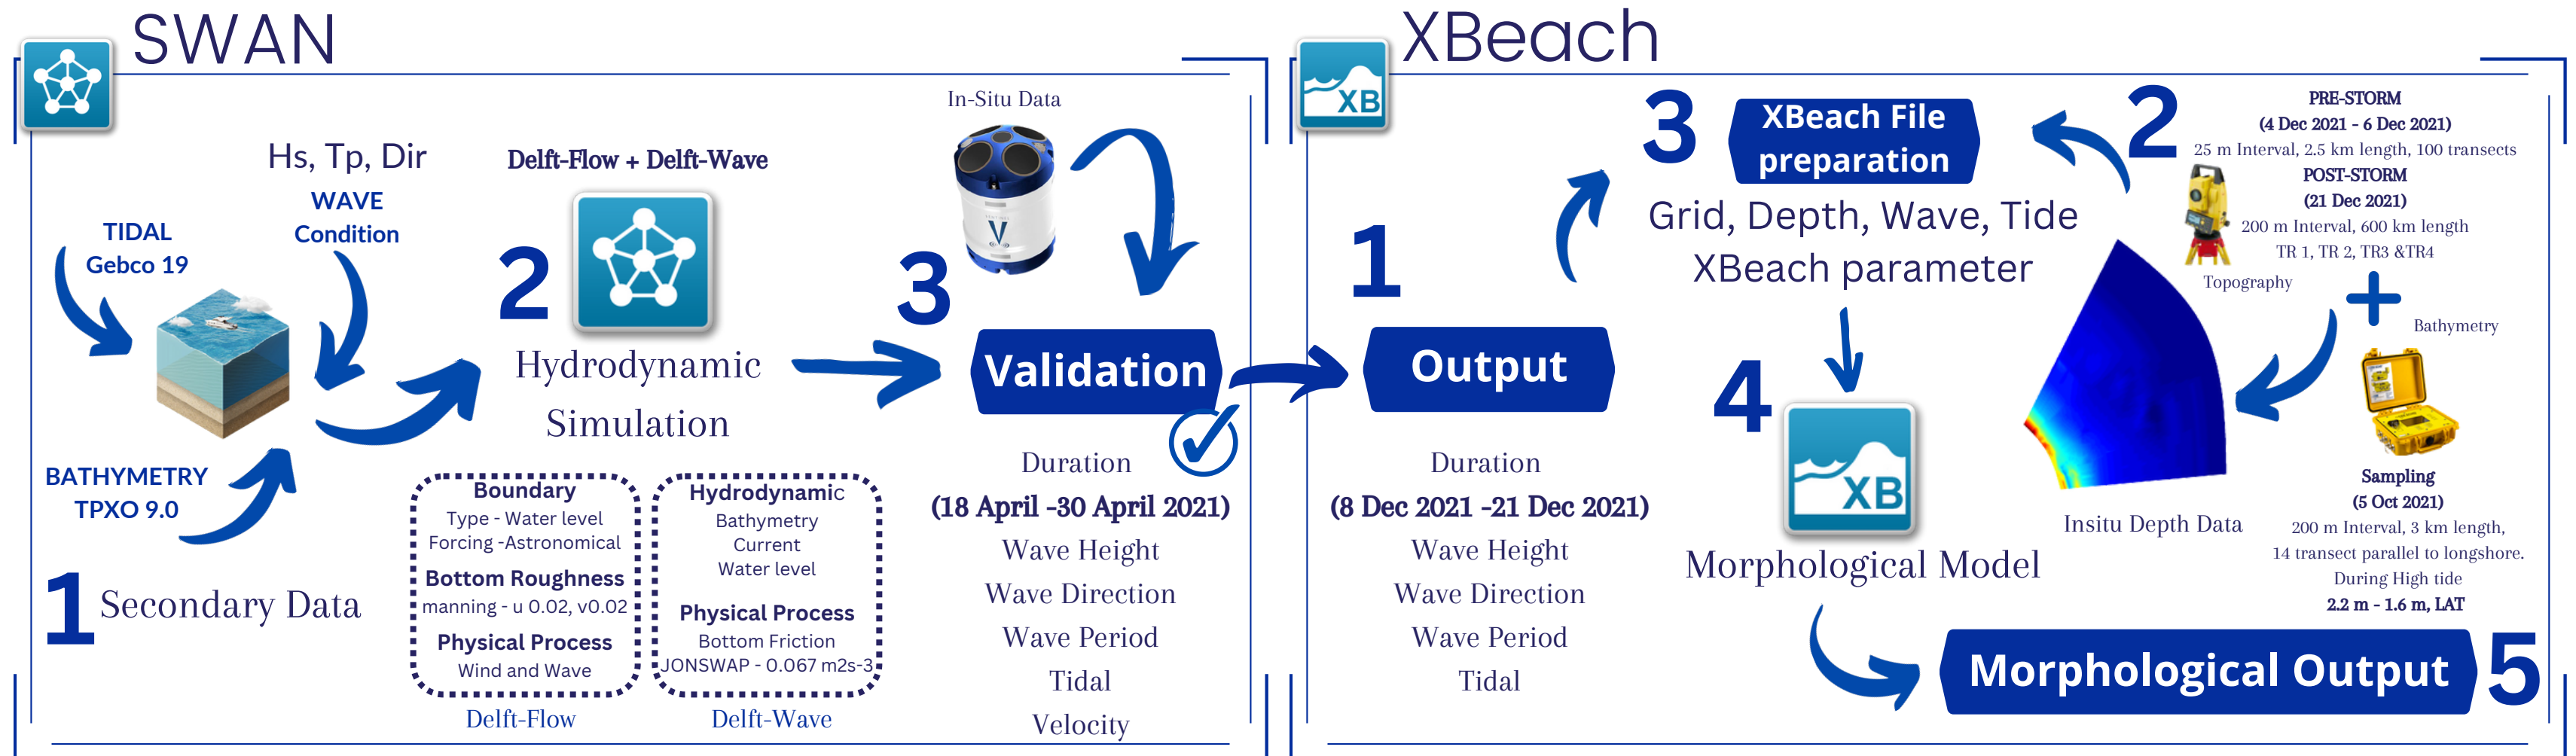 SWAN
Hs, Tp, Dir
WAVE
Condition
TIDAL
Gebco 19
BATHYMETRY
TPXO 9.0
1
Secondary Data
Delft-Flow + Delft-Wave
2
Hydrodynamic
Simulation
Boundary
Type - Water level
Forcing -Astronomical
Bottom Roughness
manning - u 0.02, v0.02
Physical Process
Wind and Wave
Delft-Flow
Hydrodynamic
Bathymetry
Current
Water level
Physical Process
Bottom Friction
JONSWAP - 0.067 m2s-3
Delft-Wave
In-Situ Data
V
3
Validation
Duration
(18 April -30 April 2021)
Wave Height
Wave Direction
Wave Period
Tidal
Velocity
XBeach
XB
1
Output
Duration
(8 Dec 2021 -21 Dec 2021)
Wave Height
Wave Direction
Wave Period
Tidal
3
XBeach File
preparation
Grid, Depth, Wave, Tide
XBeach parameter
4
XB
Morphological Model
2
PRE-STORM
(4 Dec 2021 - 6 Dec 2021)
25 m Interval, 2.5 km length, 100 transects
POST-STORM
(21 Dec 2021)
200 m Interval, 600 km length
TR 1, TR 2, TR3 &TR4
Topography
+
Bathymetry
Insitu Depth Data
Sampling
(5 Oct 2021)
200 m Interval, 3 km length,
14 transect parallel to longshore.
During High tide
2.2 m - 1.6 m, LAT
Morphological Output
5